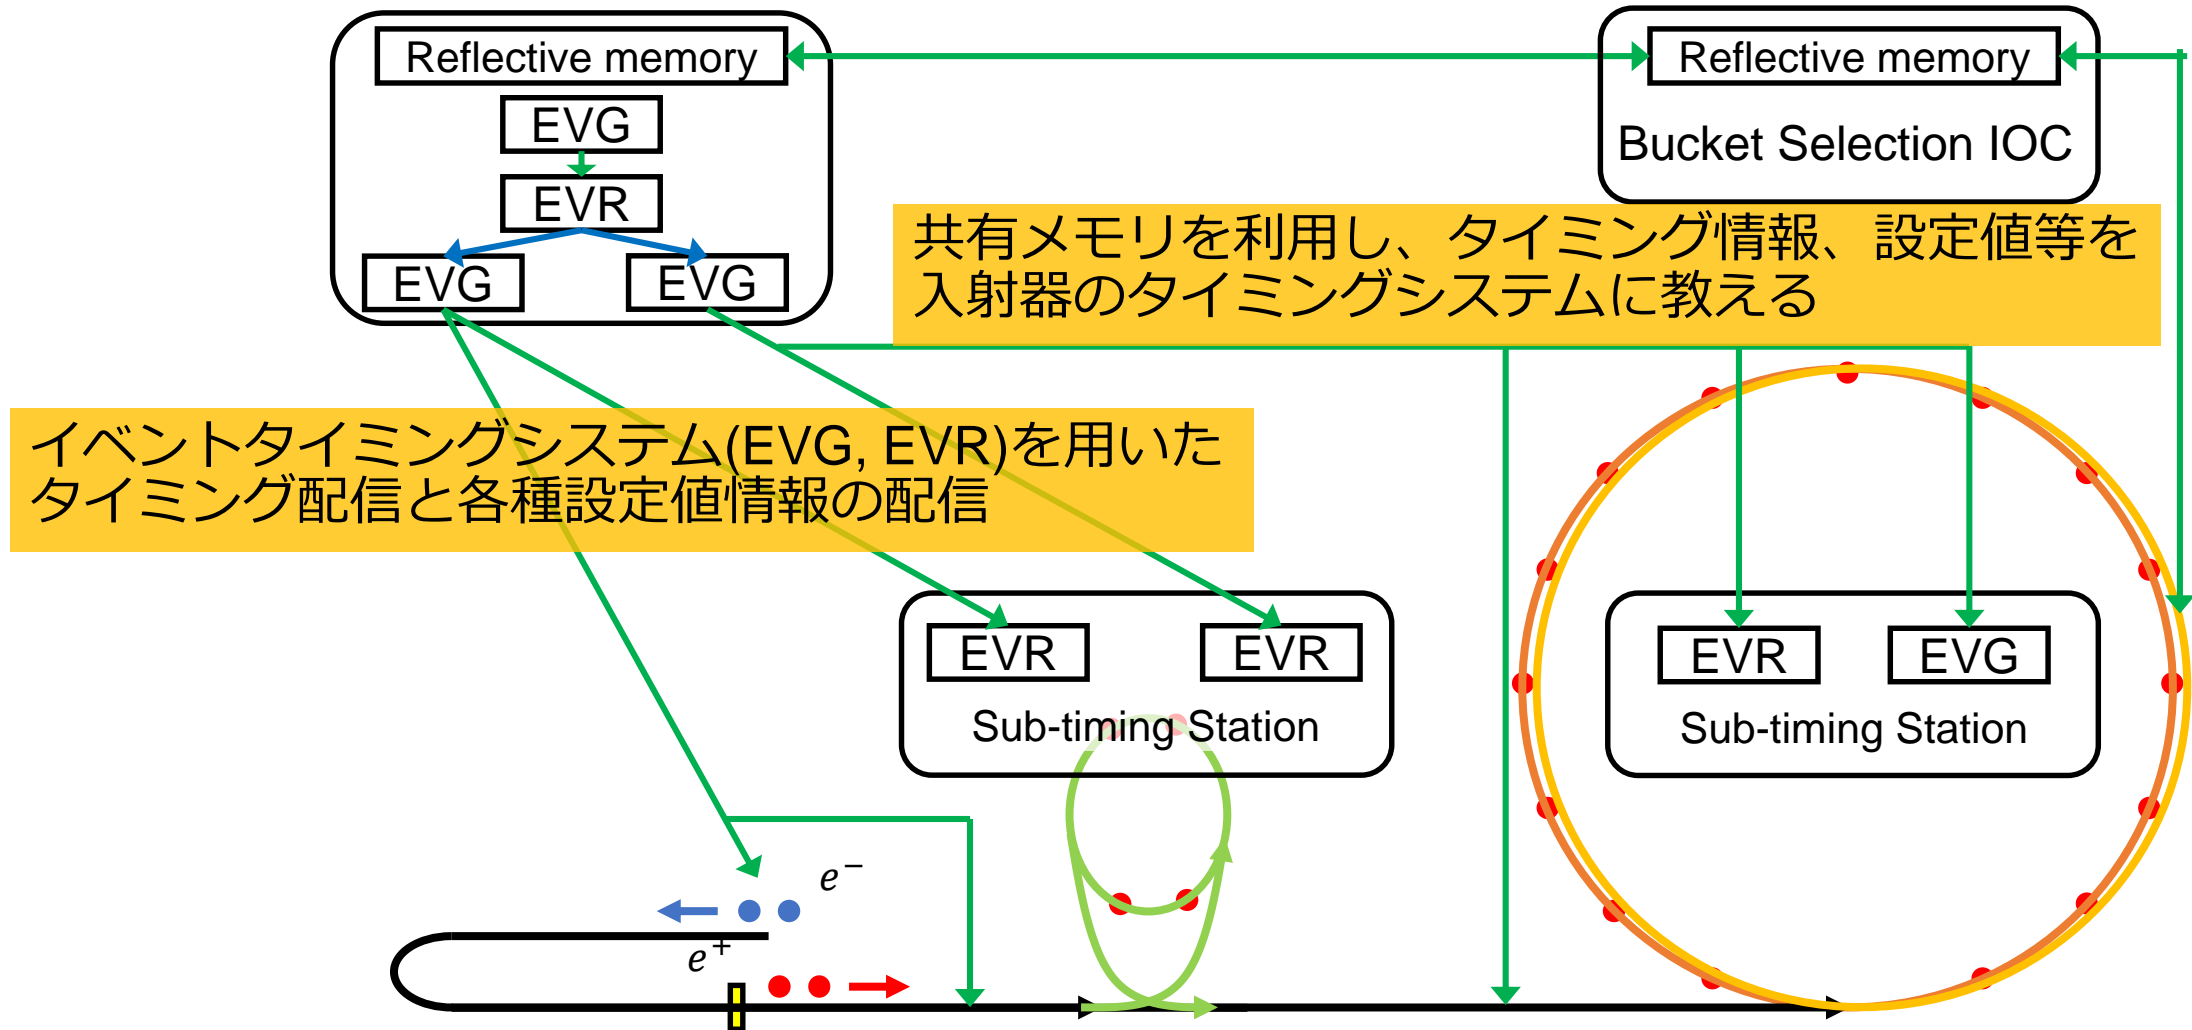 Reflective memory
EVG
EVR
EVG
EVG
Reflective memory
Bucket Selection IOC
共有メモリを利用し、タイミング情報、設定値等を
入射器のタイミングシステムに教える
イベントタイミングシステム(EVG, EVR)を用いた
タイミング配信と各種設定値情報の配信
EVR
EVR
Sub-timing Station
EVR
EVG
Sub-timing Station
e⁻
e⁺